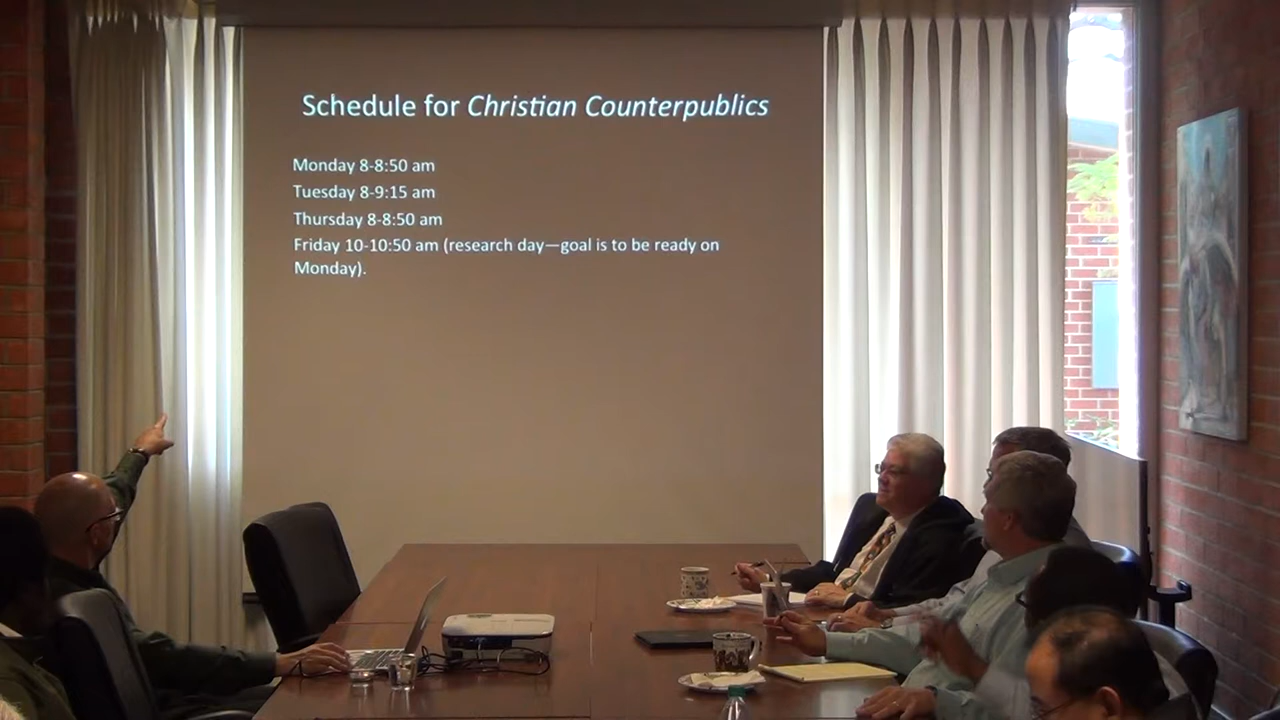 Schedule for Christian Counterpublics
Monday 8-8:50 am
Tuesday 8-9:15 am
Thursday 8-8:50 am
Friday 10-10:50 am (research day—goal is to be ready on
Monday).